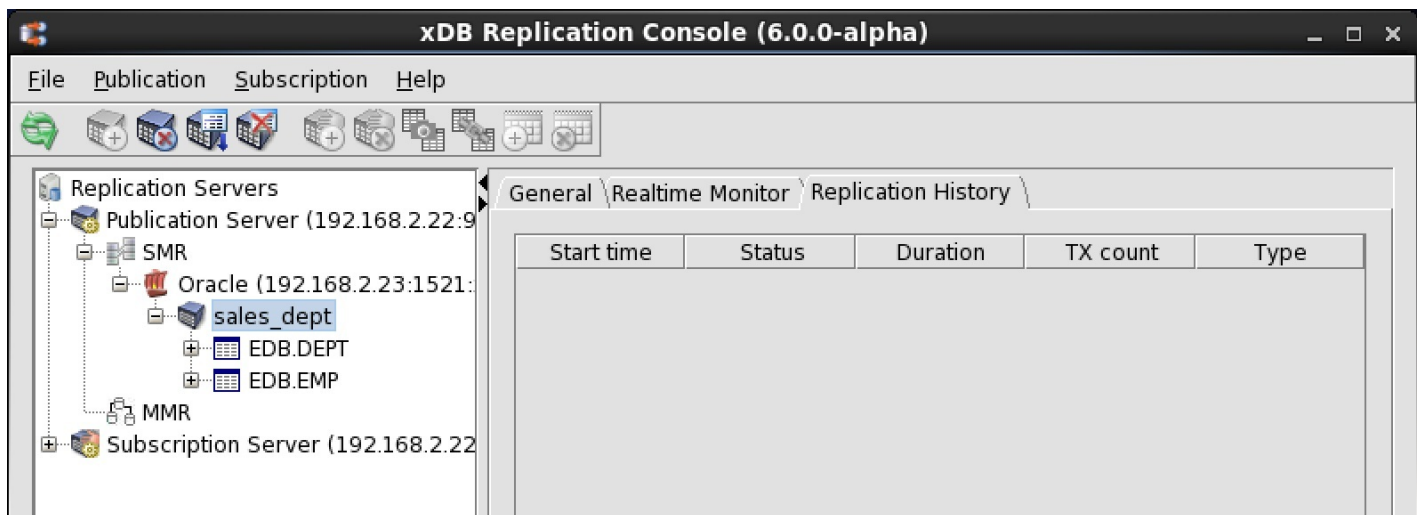 xDB Replication Console (6.0.0-alpha)
File Publication Subscription Help
Replication Servers
Publication Server (192.168.2.22:9
SMR
Oracle (192.168.2.23:1521:
sales_dept
EDB.DEPT
EDB.EMP
MMR
Subscription Server (192.168.2.22
General Realtime Monitor Replication History
Start time Status Duration TX count Type